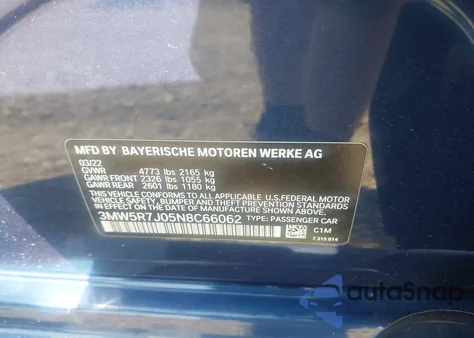 MFD BY BAYERISCHE MOTOREN WERKE AG
03/22
GVWR 4773 lbs 2165 kg
GAWR FRONT 2326 lbs 1055 kg
GAWR REAR 2601 lbs 1180 kg
THIS VEHICLE CONFORMS TO ALL APPLICABLE U.S. FEDERAL MOTOR
VEHICLE SAFETY, BUMPER AND THEFT PREVENTION STANDARDS IN
EFFECT ON THE DATE OF MANUFACTURE SHOWN ABOVE.
3MW5R7J05N8C66062 TYPE: PASSENGER CAR
C1M
7 315 814
autoSnap